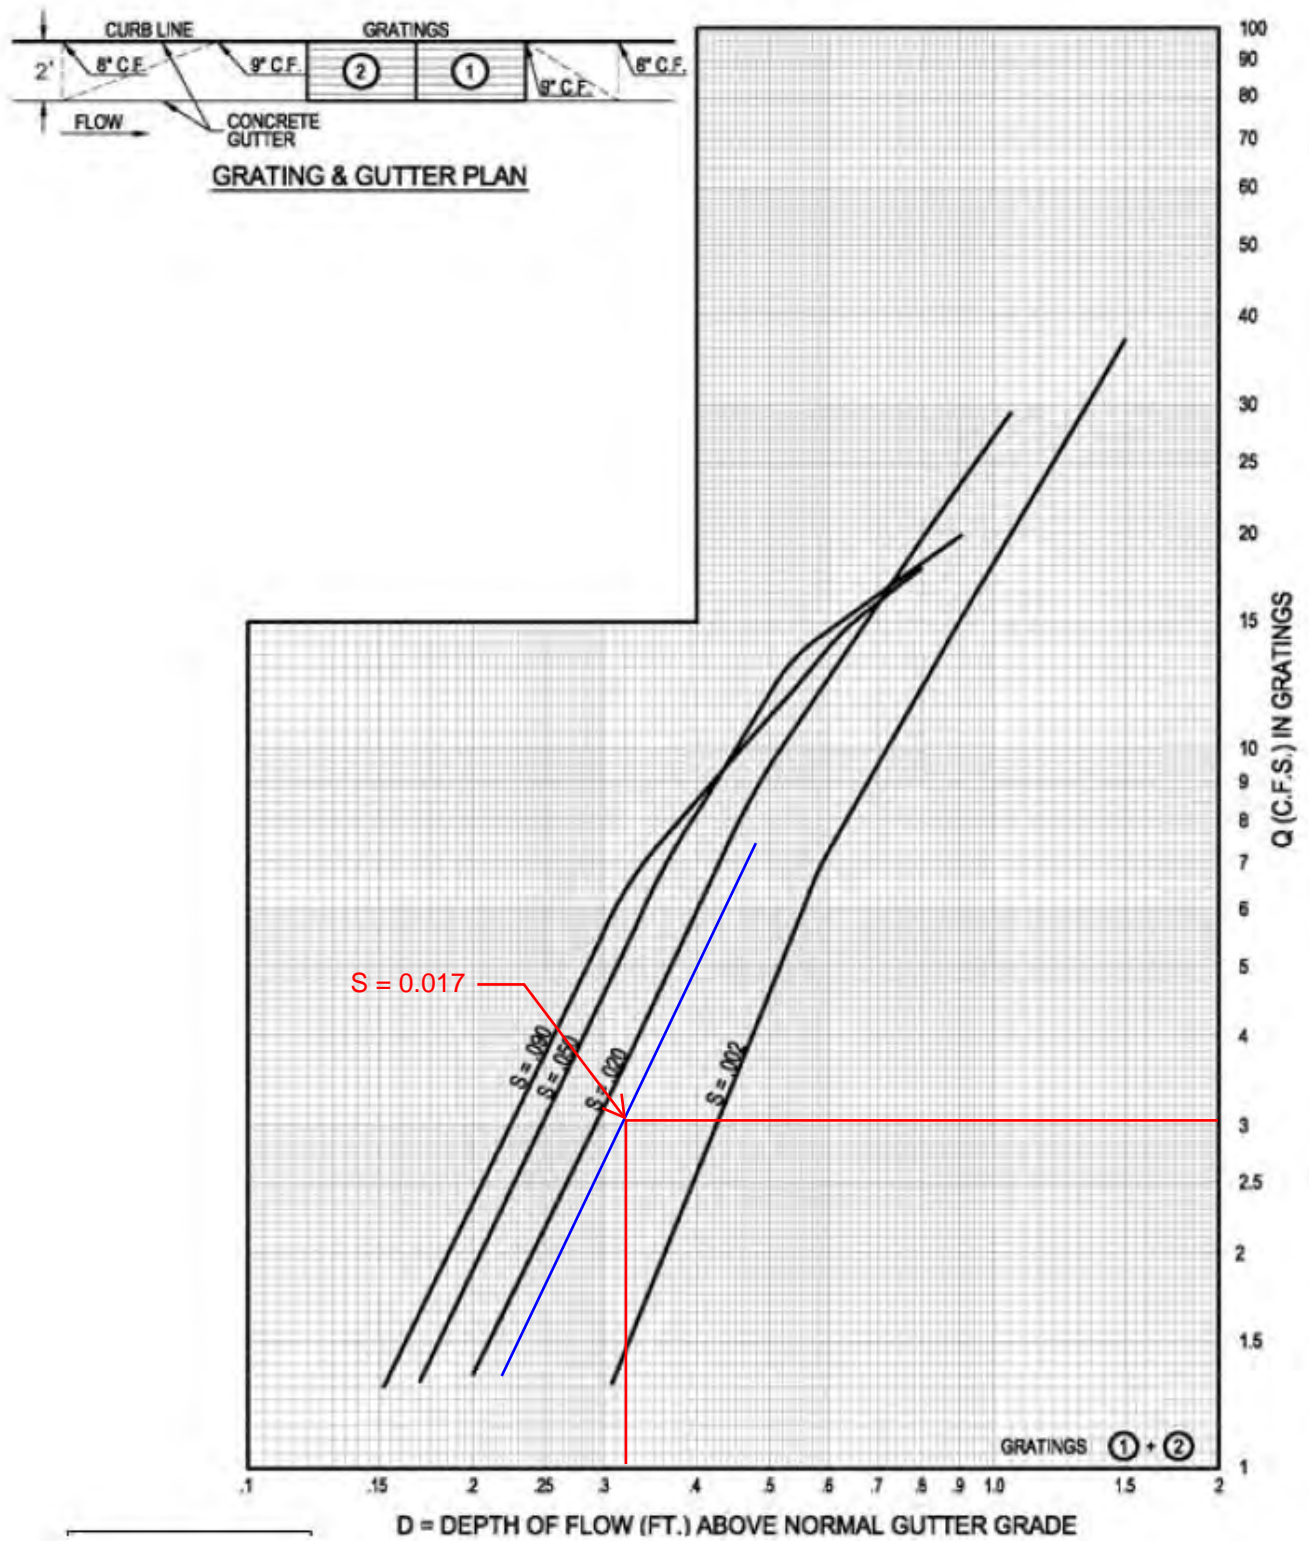 CURB LINE
GRATINGS
2'
8" C.F.
9" C.F.
2
1
9" C.F.
8" C.F.
FLOW
CONCRETE
GUTTER
GRATING & GUTTER PLAN
100
90
80
70
60
50
40
30
25
20
15
10
9
8
7
6
5
4
3
2.5
2
1.5
1
Q (C.F.S.) IN GRATINGS
S = 0.017
S = .090
S = .050
S = .020
S = .002
GRATINGS 1 + 2
.1 .15 .2 .25 .3 .4 .5 .6 .7 .8 .9 1.0 1.5 2
D = DEPTH OF FLOW (FT.) ABOVE NORMAL GUTTER GRADE